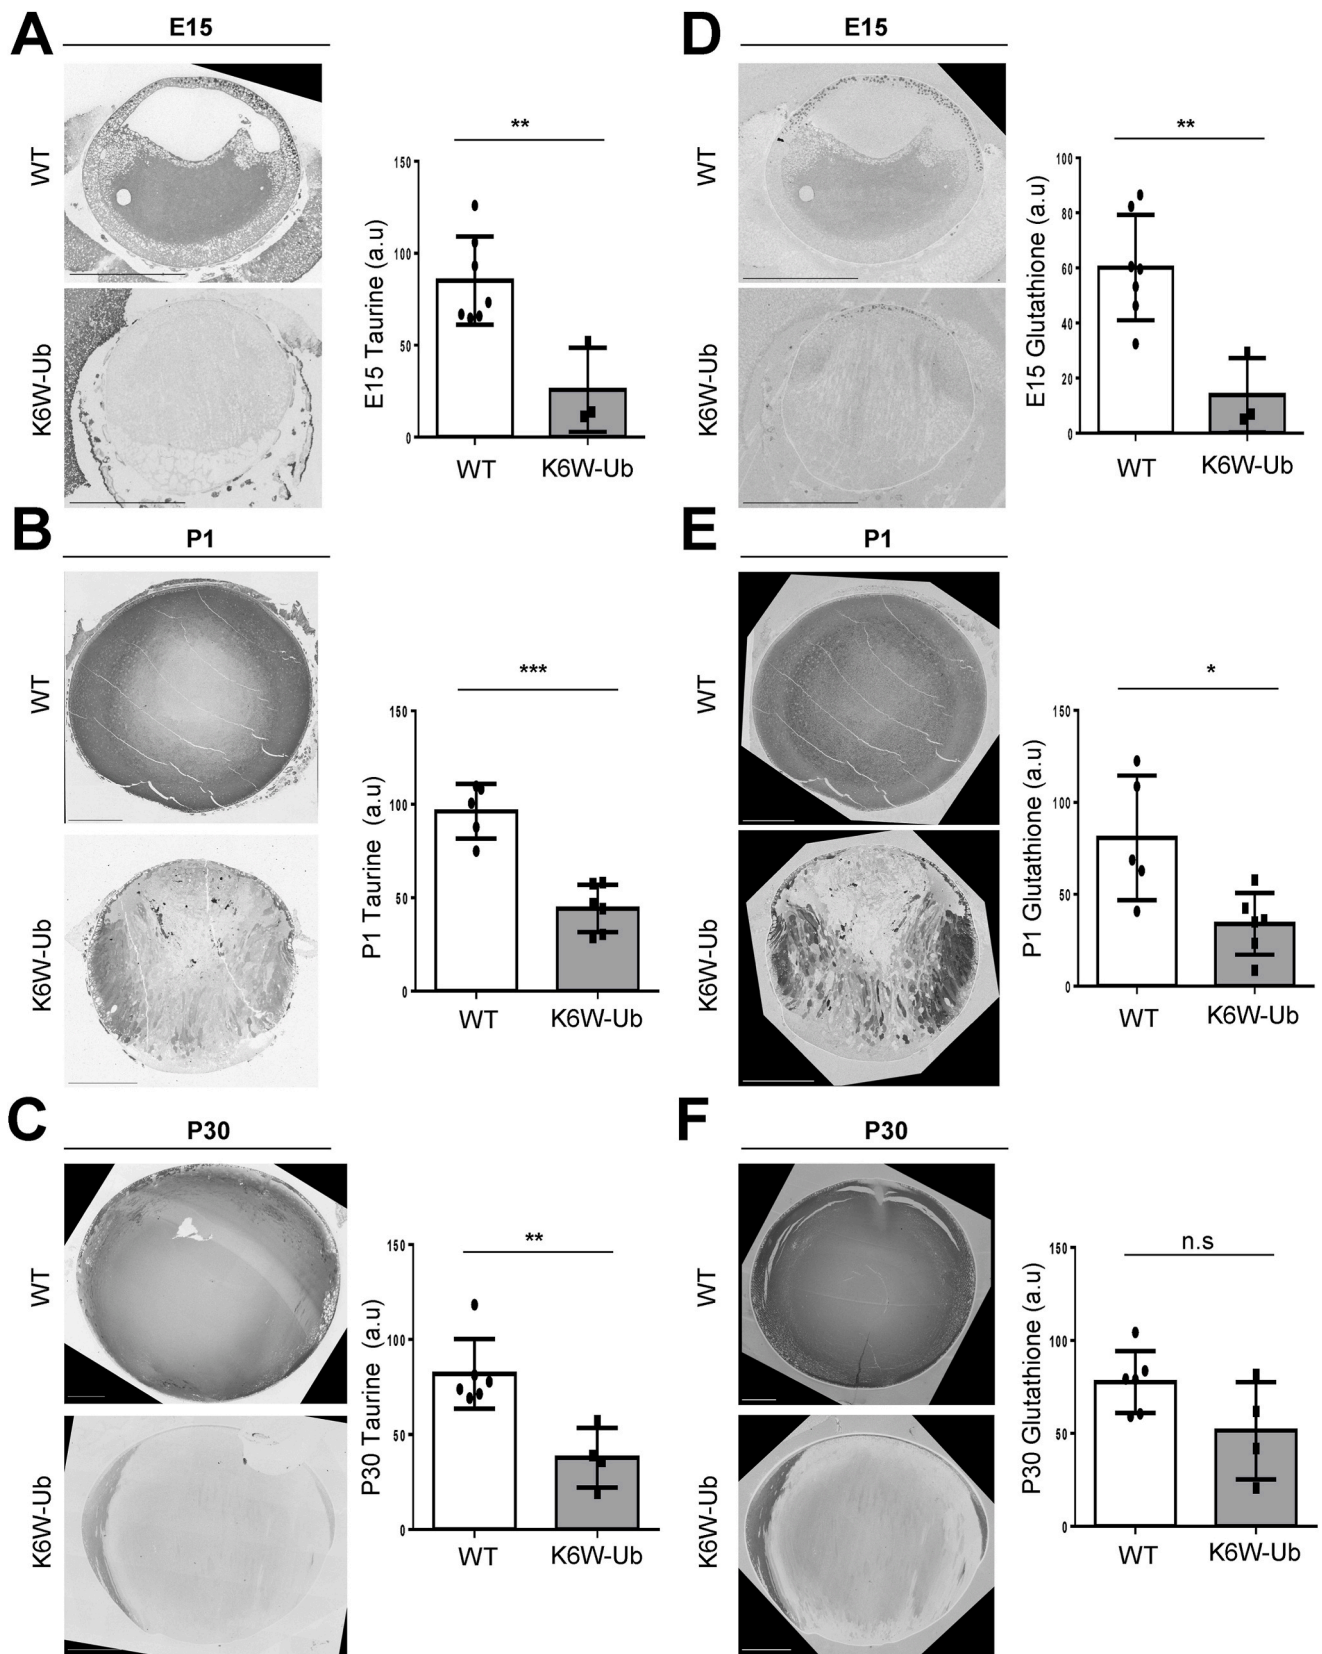 A
E15
WT
K6W-Ub
**
E15 Taurine (a.u)
150
100
50
0
WT
K6W-Ub
D
E15
WT
K6W-Ub
**
E15 Glutathione (a.u)
100
80
60
40
20
0
WT
K6W-Ub
B
P1
WT
K6W-Ub
***
P1 Taurine (a.u)
150
100
50
0
WT
K6W-Ub
E
P1
WT
K6W-Ub
*
P1 Glutathione (a.u)
150
100
50
0
WT
K6W-Ub
C
P30
WT
K6W-Ub
**
P30 Taurine (a.u)
150
100
50
0
WT
K6W-Ub
F
P30
WT
K6W-Ub
n.s
P30 Glutathione (a.u)
150
100
50
0
WT
K6W-Ub